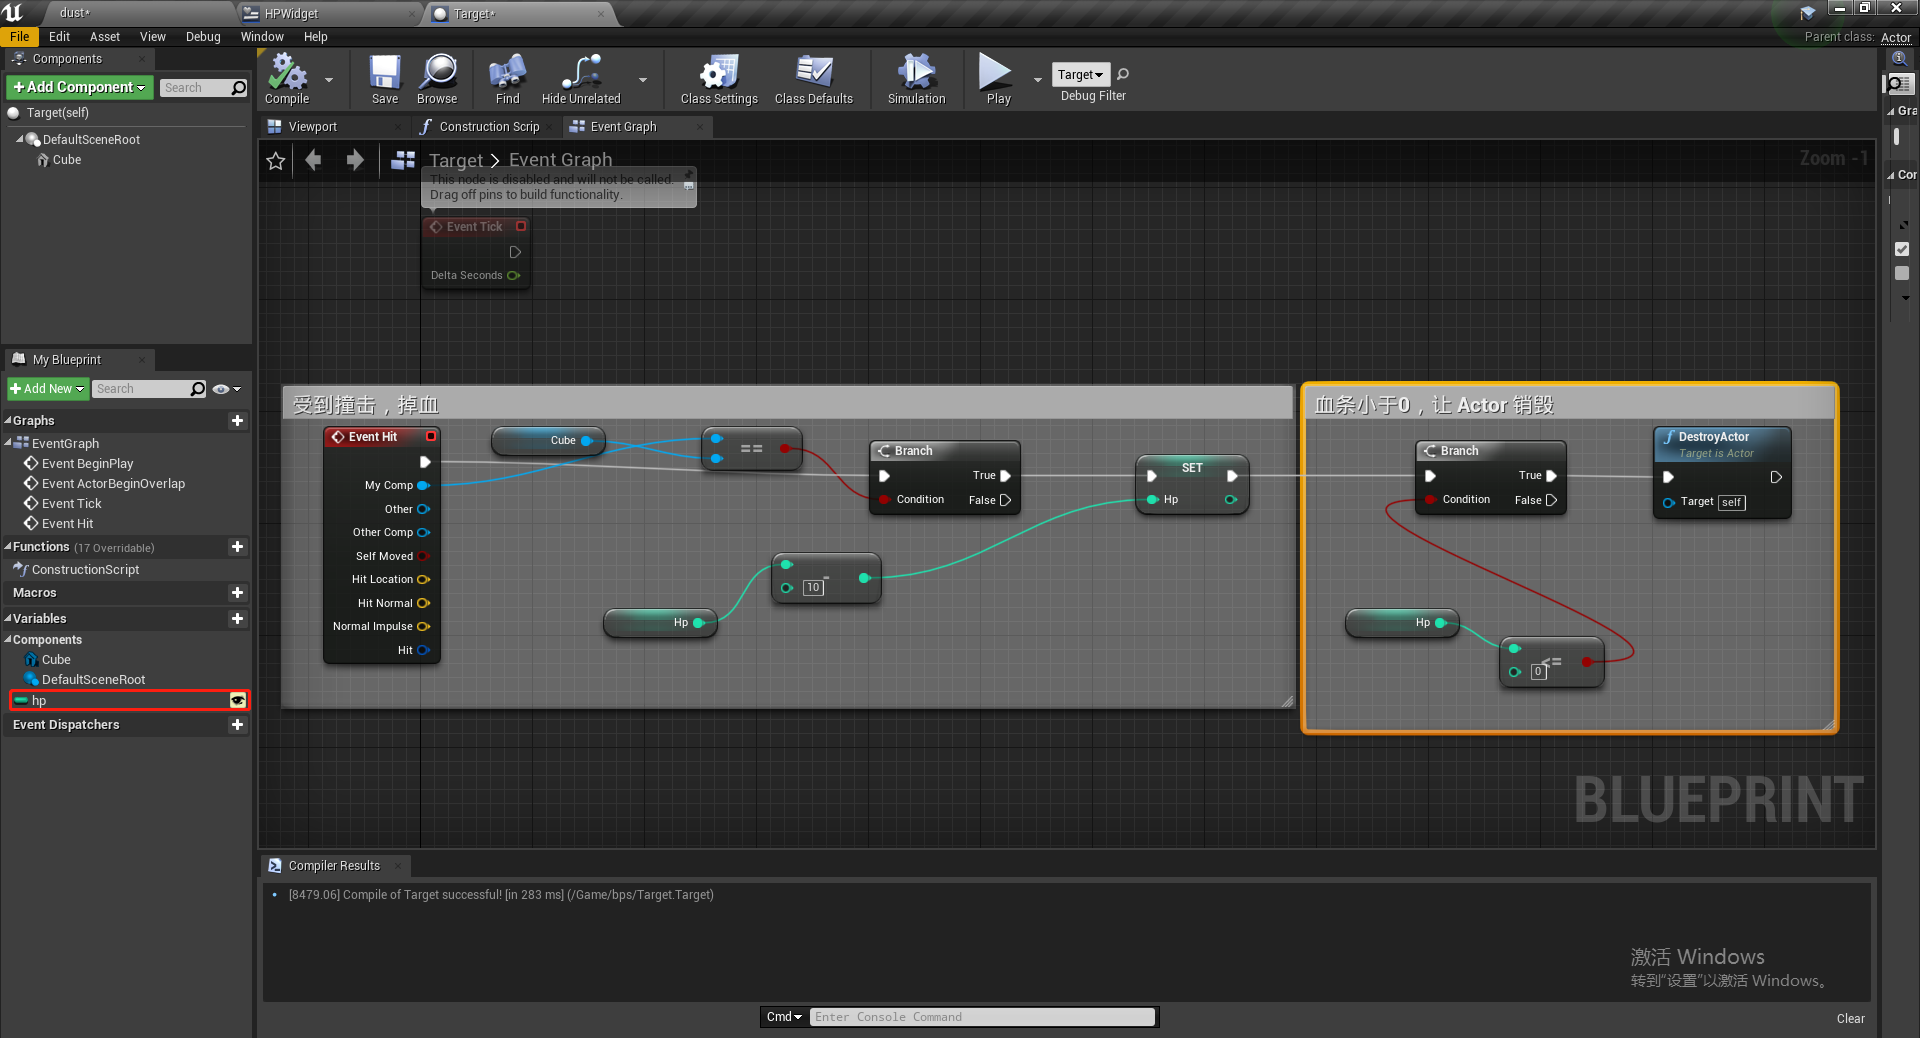 dust*
HPWidget
Target*
File Edit Asset View Debug Window Help
Parent class: Actor
Components
Add Component
Search
Target(self)
DefaultSceneRoot
Cube
Compile
Save
Browse
Find
Hide Unrelated
Class Settings
Class Defaults
Simulation
Play
Target
Debug Filter
Viewport
Construction Scrip
Event Graph
Target > Event Graph
Zoom -1
This node is disabled and will not be called.
Drag off pins to build functionality.
Event Tick
Delta Seconds
My Blueprint
Add New
Search
Graphs
EventGraph
Event BeginPlay
Event ActorBeginOverlap
Event Tick
Event Hit
Functions (17 Overridable)
ConstructionScript
Macros
Variables
Components
Cube
DefaultSceneRoot
hp
Event Dispatchers
受到撞击，掉血
Event Hit
My Comp
Other
Other Comp
Self Moved
Hit Location
Hit Normal
Normal Impulse
Hit
Cube
==
Branch
True
Condition
False
SET
Hp
10
-
Hp
血条小于0，让 Actor 销毁
Branch
True
Condition
False
DestroyActor
Target is Actor
Target self
Hp
<=
0
BLUEPRINT
Gra
Cor
Compiler Results
[8479.06] Compile of Target successful! [in 283 ms] (/Game/bps/Target.Target)
激活 Windows
转到“设置”以激活 Windows。
Cmd
Enter Console Command
Clear